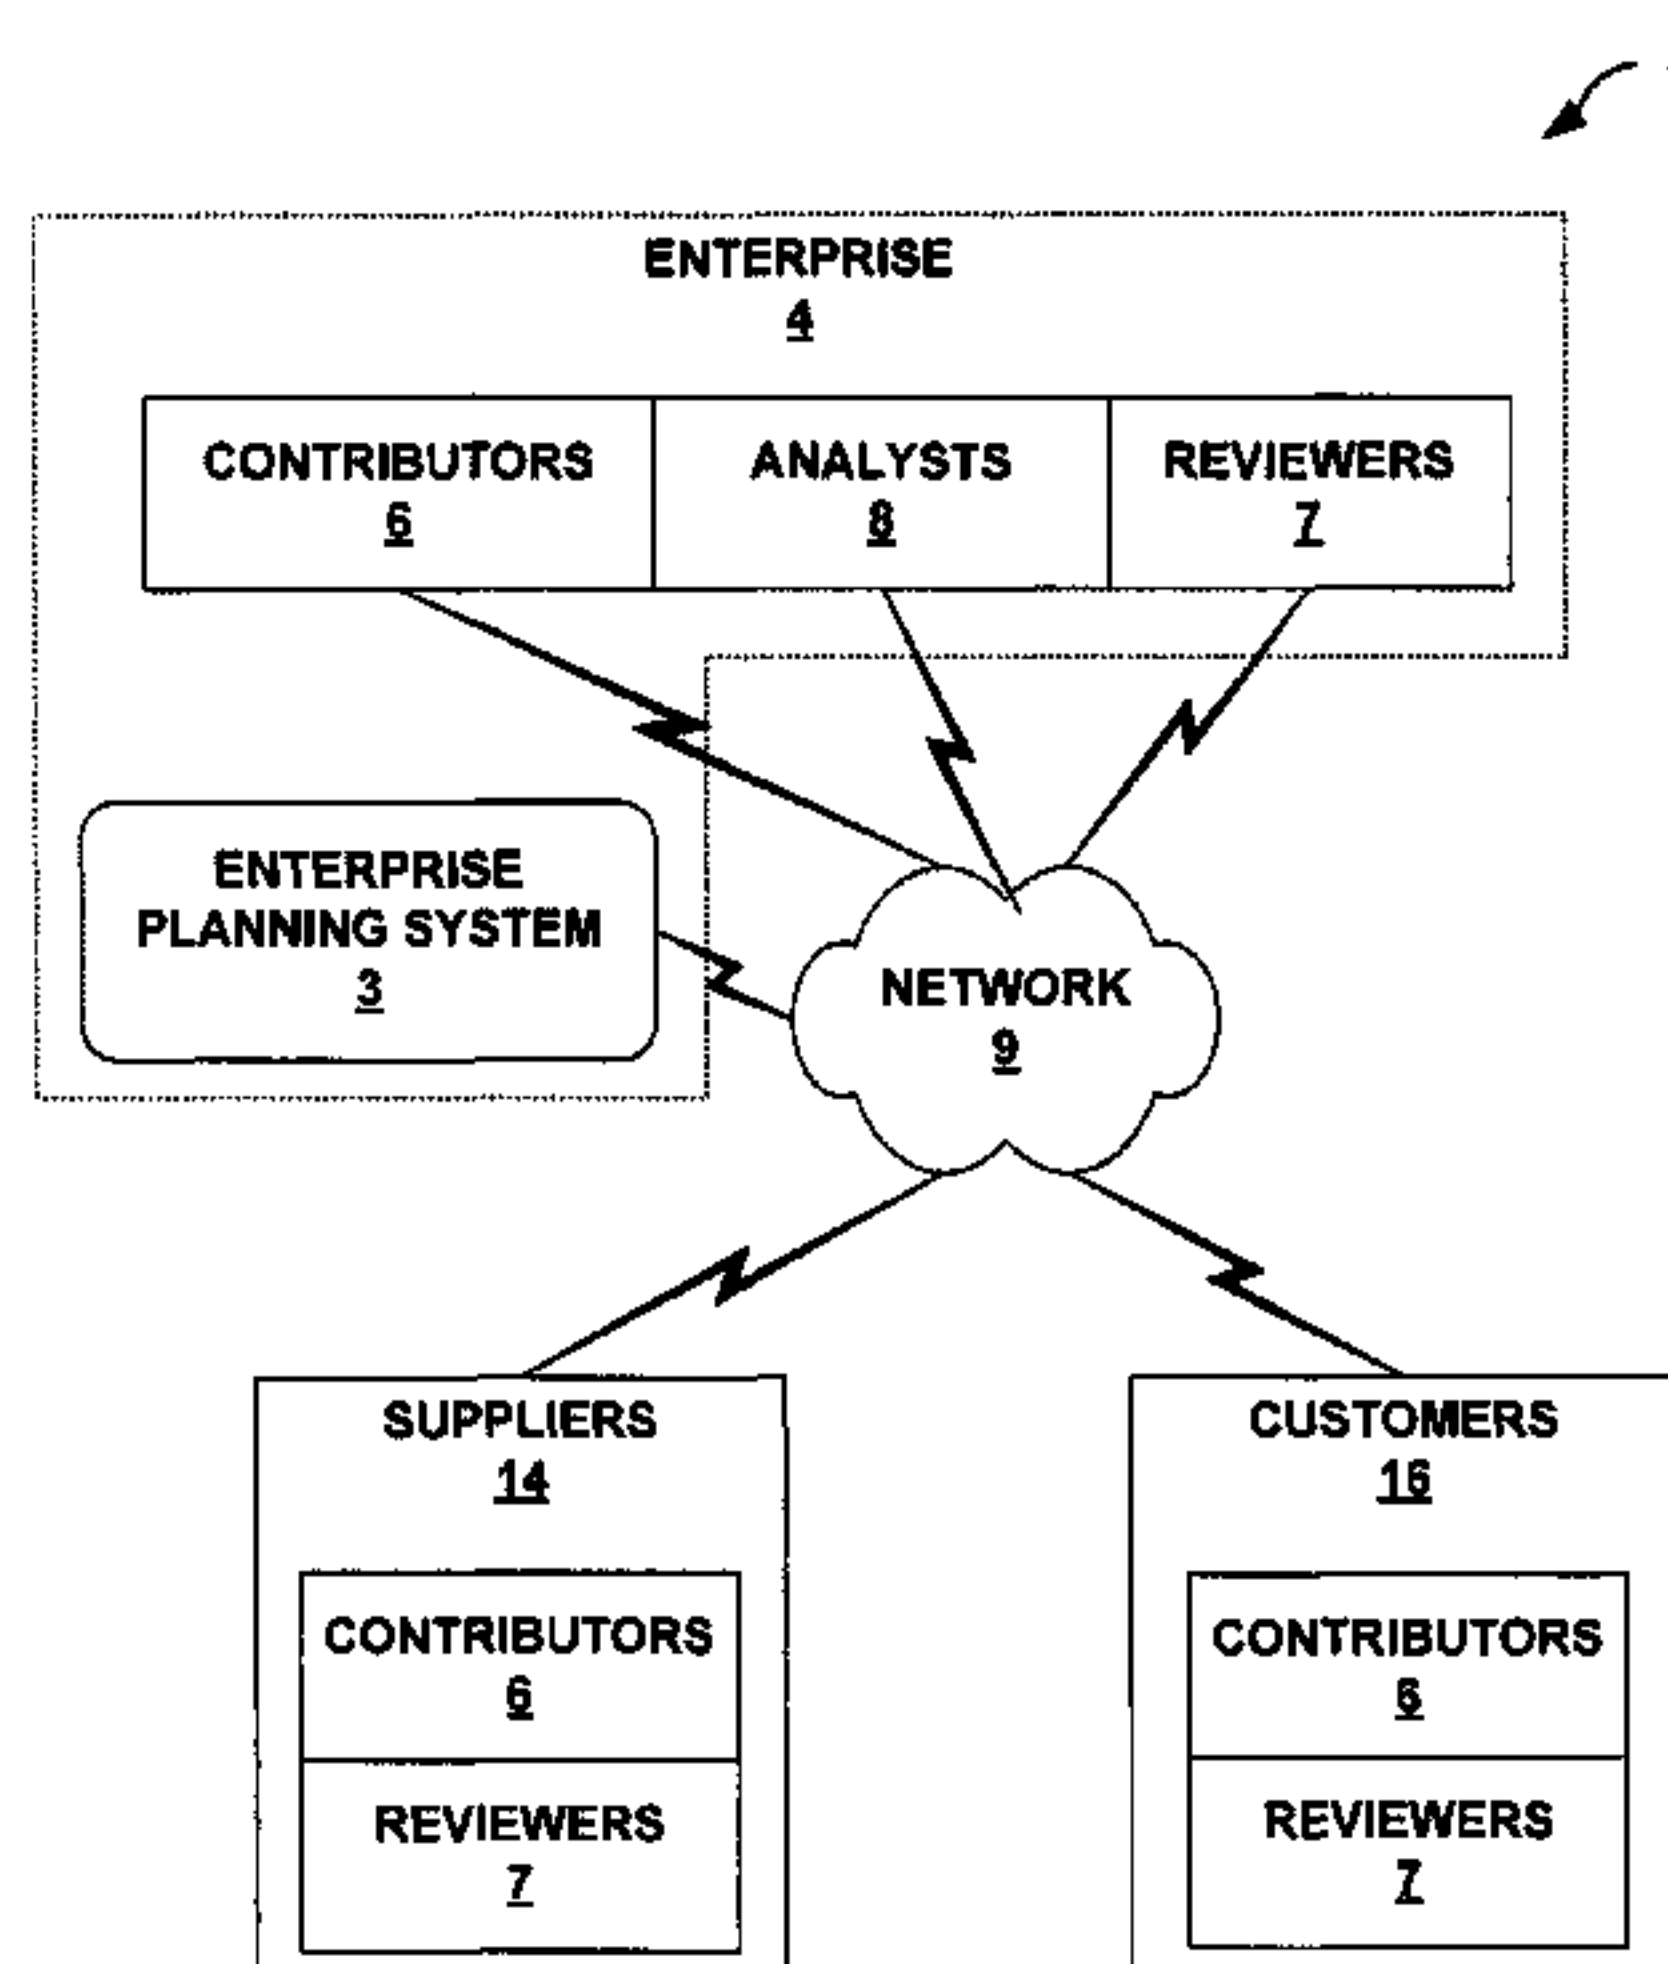 ENTERPRISE
4
CONTRIBUTORS
6
ANALYSTS
8
REVIEWERS
7
ENTERPRISE
PLANNING SYSTEM
3
NETWORK
9
SUPPLIERS
14
CUSTOMERS
16
CONTRIBUTORS
6
REVIEWERS
7
CONTRIBUTORS
6
REVIEWERS
7